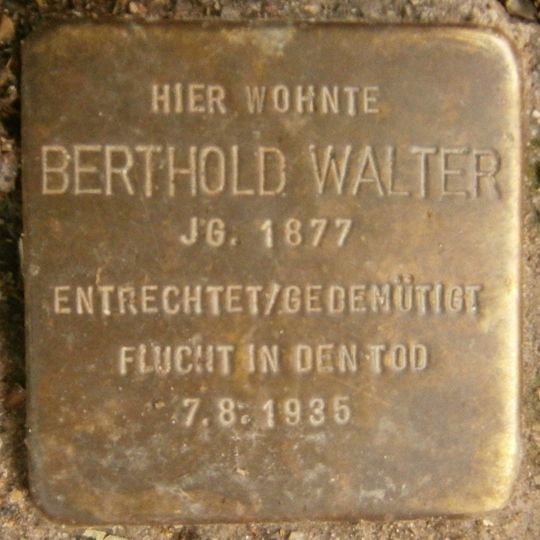 HIER WOHNTE
BERTHOLD WALTER
JG. 1877
ENTRECHTET/GEDEMÜTIGT
FLUCHT IN DEN TOD
7.8.1935